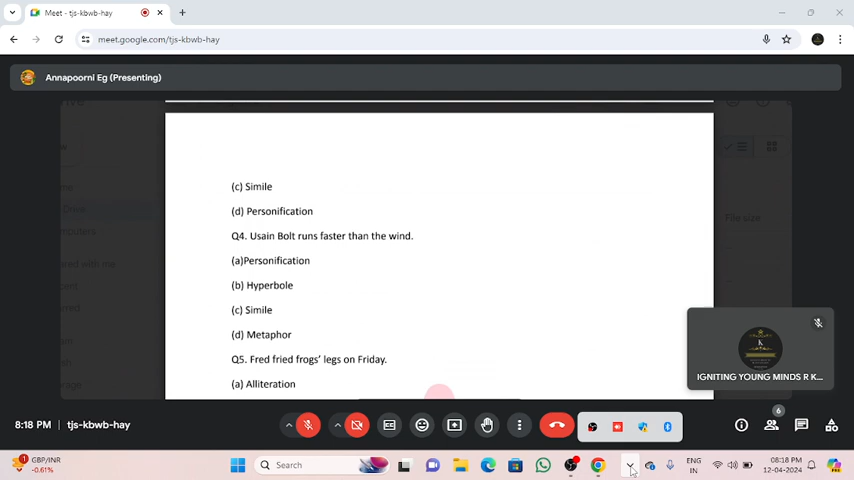 Meet - tjs-kbwb-hay
meet.google.com/tjs-kbwb-hay
Annapoorni Eg (Presenting)
(c) Simile
(d) Personification
Q4. Usain Bolt runs faster than the wind.
(a)Personification
(b) Hyperbole
(c) Simile
(d) Metaphor
Q5. Fred fried frogs' legs on Friday.
(a) Alliteration
File size
IGNITING YOUNG MINDS R K...
8:18 PM
tjs-kbwb-hay
6
GBP/INR
-0.61%
Search
ENG
IN
08:18 PM
12-04-2024